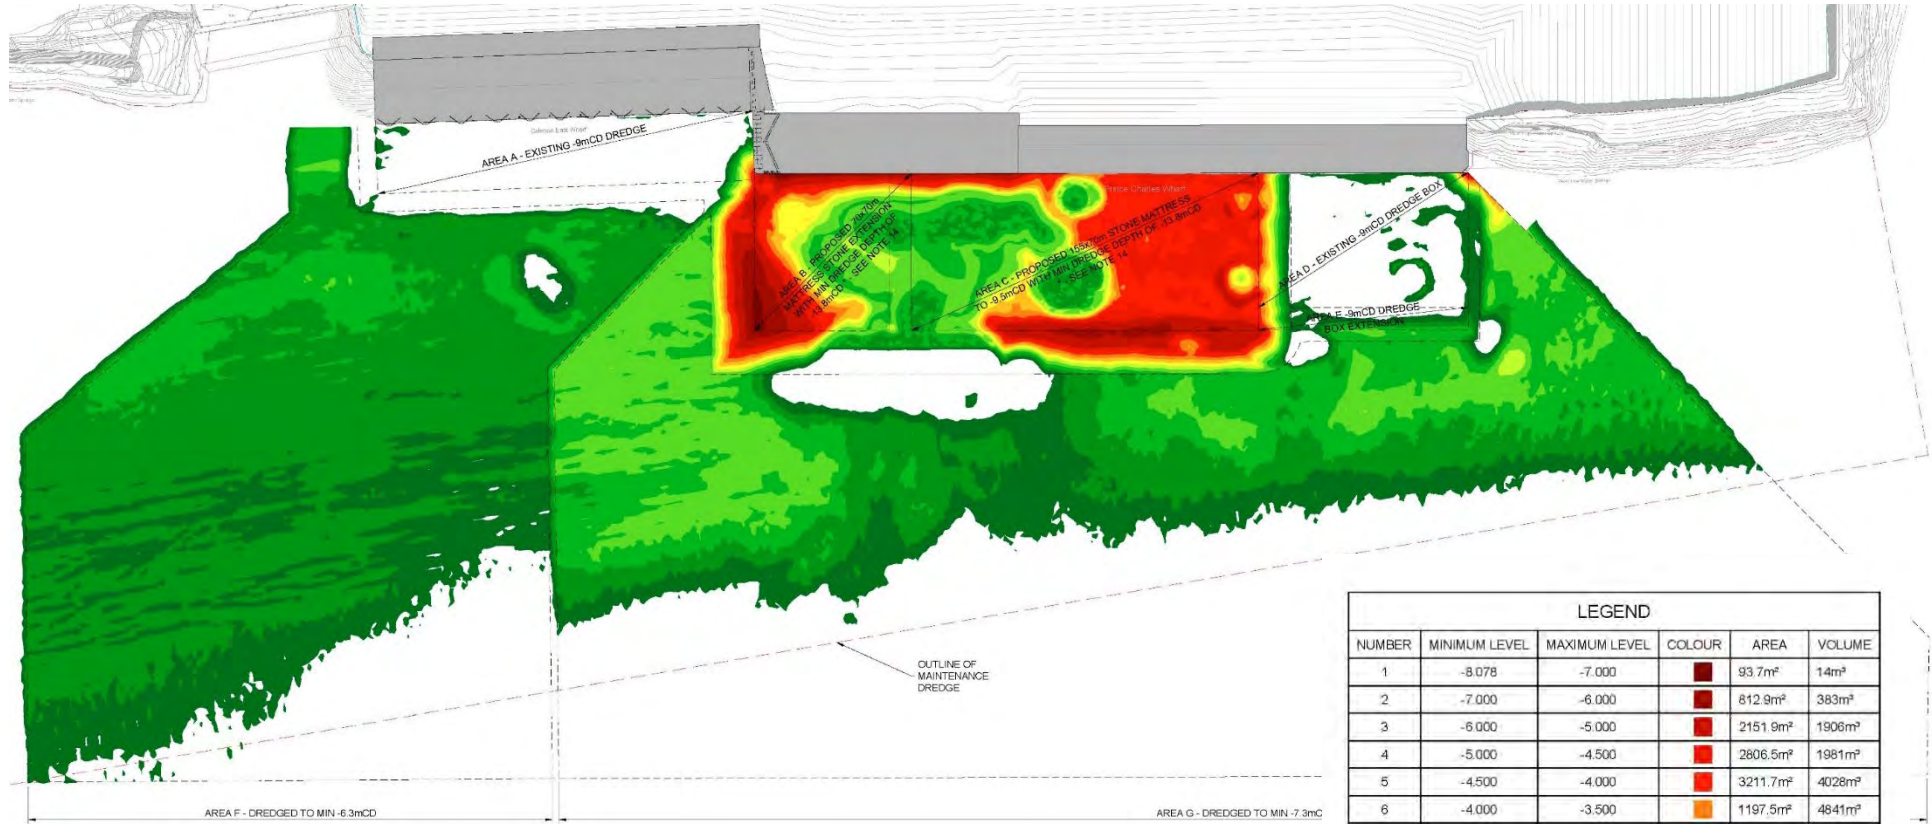 Caledon East Wharf
AREA A - EXISTING -9mCD DREDGE
Prince Charles Wharf
AREA B - PROPOSED 70x70m
MATTRESS STONE EXTENSION
WITH MIN DREDGE DEPTH OF
-13.8mCD * - SEE NOTE 14
AREA C - PROPOSED 155x70m STONE MATTRESS
TO -9.5mCD WITH MIN DREDGE DEPTH OF -13.8mCD
* - SEE NOTE 14
AREA D - EXISTING -9mCD DREDGE BOX
AREA E -9mCD DREDGE
BOX EXTENSION
OUTLINE OF
MAINTENANCE
DREDGE
AREA F - DREDGED TO MIN -6.3mCD
AREA G - DREDGED TO MIN -7.3mC
LEGEND
NUMBER MINIMUM LEVEL MAXIMUM LEVEL COLOUR AREA VOLUME
1 -8.078 -7.000 93.7m² 14m³
2 -7.000 -6.000 812.9m² 383m³
3 -6.000 -5.000 2151.9m² 1906m³
4 -5.000 -4.500 2806.5m² 1981m³
5 -4.500 -4.000 3211.7m² 4028m³
6 -4.000 -3.500 1197.5m² 4841m³